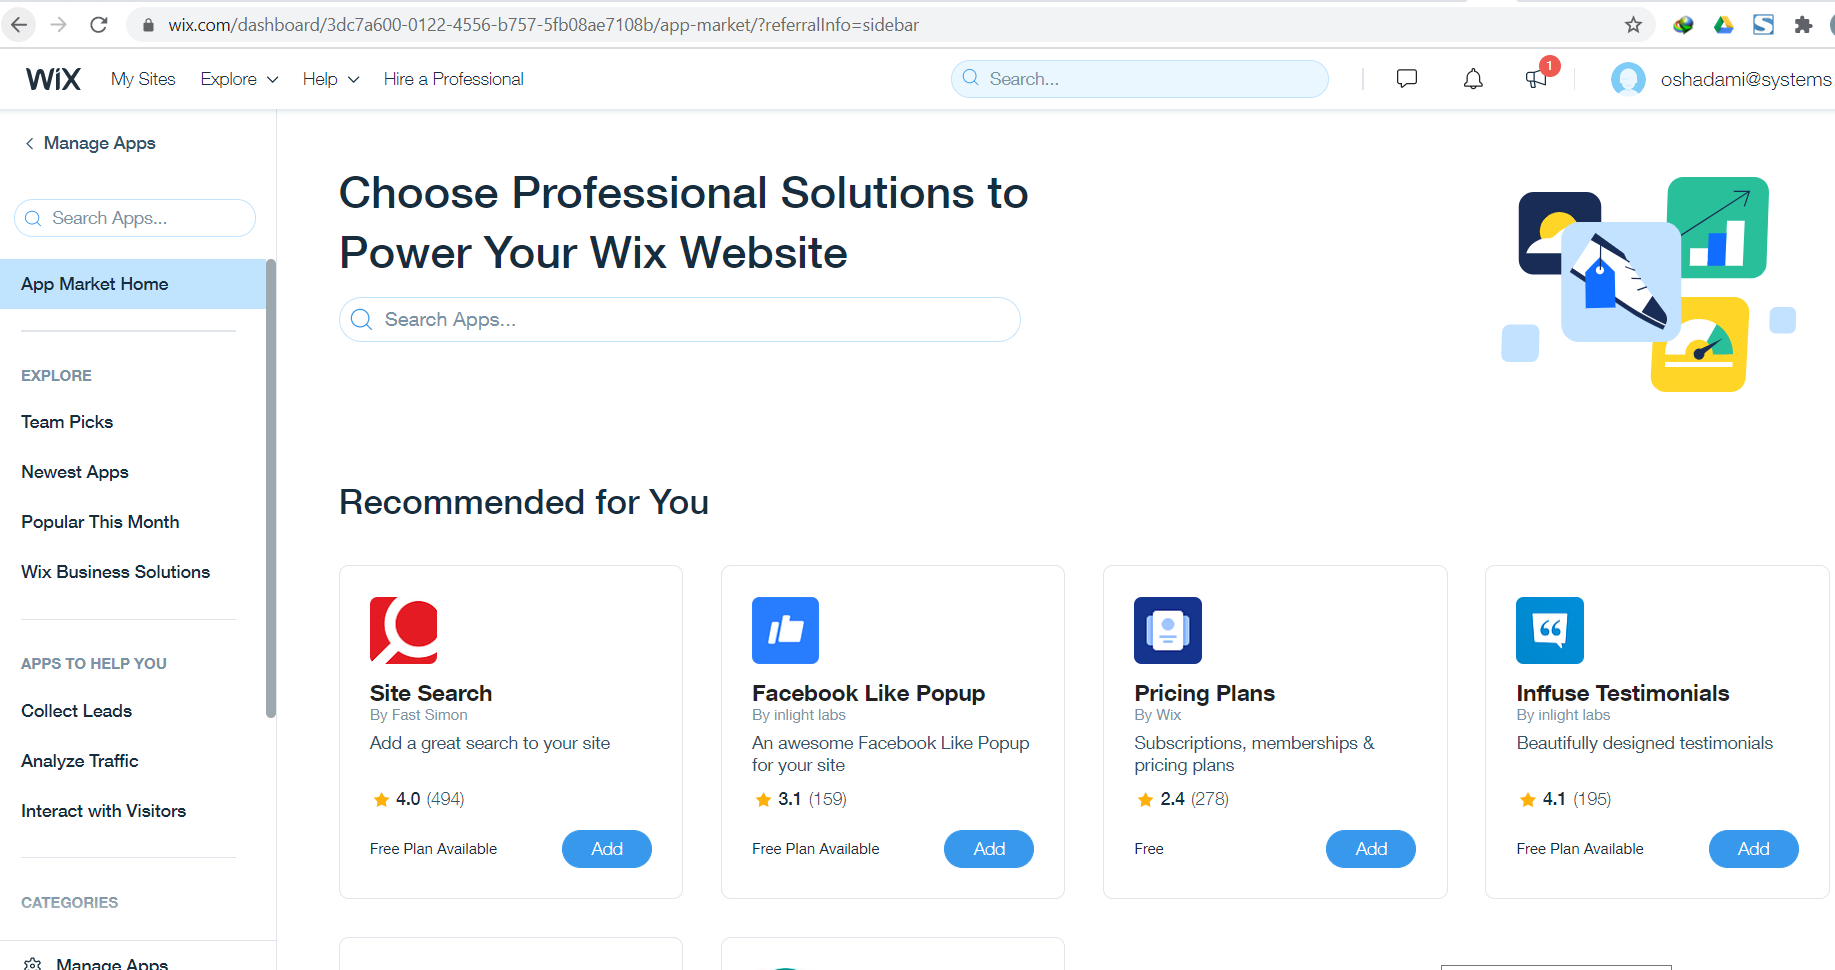 wix.com/dashboard/3dc7a600-0122-4556-b757-5fb08ae7108b/app-market/?referralInfo=sidebar
WiX My Sites Explore Help Hire a Professional Search... 1 oshadami@systems
Manage Apps
Search Apps...
App Market Home
EXPLORE
Team Picks
Newest Apps
Popular This Month
Wix Business Solutions
APPS TO HELP YOU
Collect Leads
Analyze Traffic
Interact with Visitors
CATEGORIES
Manage Apps
Choose Professional Solutions to
Power Your Wix Website
Search Apps...
Recommended for You
Site Search
By Fast Simon
Add a great search to your site
4.0 (494)
Free Plan Available Add
Facebook Like Popup
By inlight labs
An awesome Facebook Like Popup
for your site
3.1 (159)
Free Plan Available Add
Pricing Plans
By Wix
Subscriptions, memberships &
pricing plans
2.4 (278)
Free Add
Inffuse Testimonials
By inlight labs
Beautifully designed testimonials
4.1 (195)
Free Plan Available Add